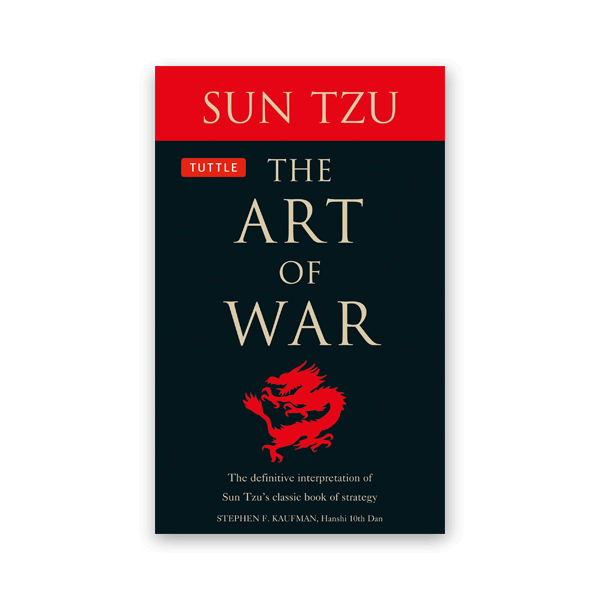 SUN TZU
TUTTLE
THE
ART
OF
WAR
The definitive interpretation of
Sun Tzu's classic book of strategy
STEPHEN F. KAUFMAN, Hanshi 10th Dan